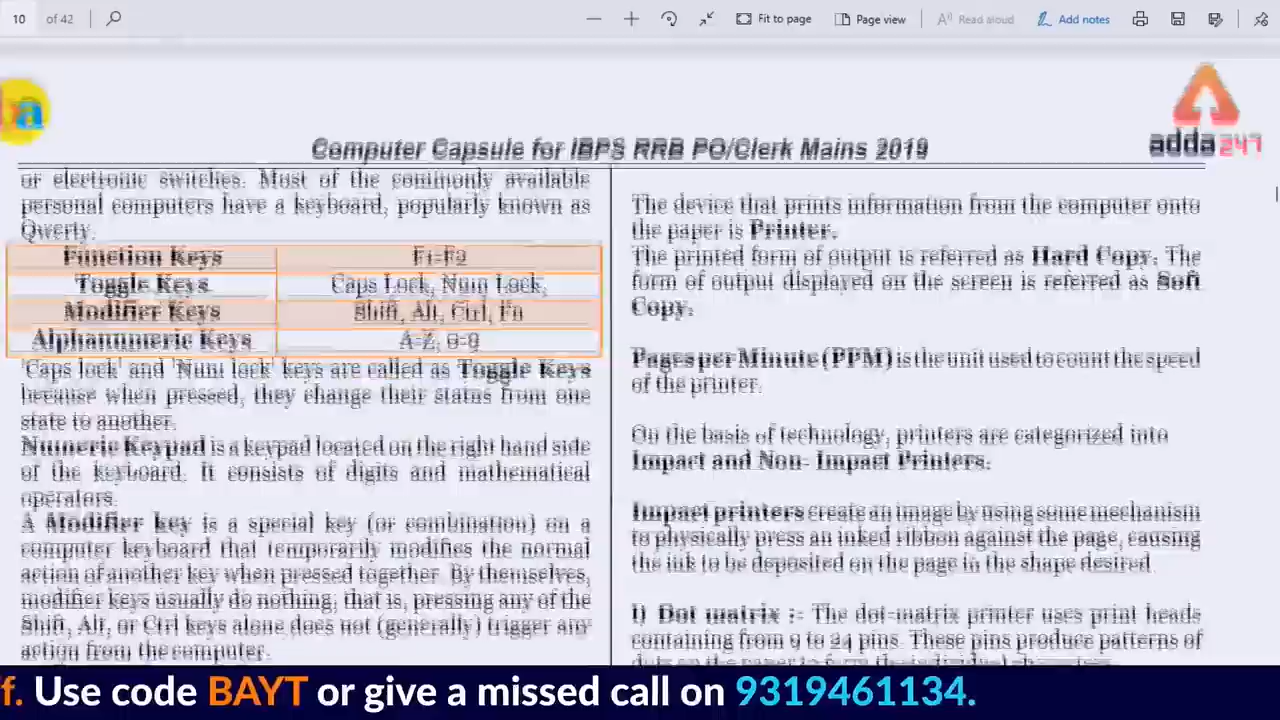 10 of 42
Fit to page
Page view
Read aloud
Add notes
Computer Capsule for IBPS RRB PO/Clerk Mains 2019
adda247
or electronic switches. Most of the commonly available
personal computers have a keyboard, popularly known as
Qwerty.
Function Keys
Toggle Keys Caps Lock, Num Lock,
Modifier Keys Shift, Alt, Ctrl, Fn
Alphanumeric Keys A-Z, 0-9
'Caps lock' and 'Num lock' keys are called as Toggle Keys
because when pressed, they change their status from one
state to another.
Numeric Keypad is a keypad located on the right hand side
of the keyboard. It consists of digits and mathematical
operators.
A Modifier key is a special key (or combination) on a
computer keyboard that temporarily modifies the normal
action of another key when pressed together. By themselves,
modifier keys usually do nothing; that is, pressing any of the
Shift, Alt, or Ctrl keys alone does not (generally) trigger any
action from the computer.
The device that prints information from the computer onto
the paper is Printer.
The printed form of output is referred as Hard Copy. The
form of output displayed on the screen is referred as Soft
Copy.
Pages per Minute (PPM) is the unit used to count the speed
of the printer.
On the basis of technology, printers are categorized into
Impact and Non- Impact Printers.
Impact printers create an image by using some mechanism
to physically press an inked ribbon against the page, causing
the ink to be deposited on the page in the shape desired.
I) Dot matrix :- The dot-matrix printer uses print heads
containing from 9 to 24 pins. These pins produce patterns of
dots on the paper to form the individual characters.
f. Use code BAYT or give a missed call on 9319461134.